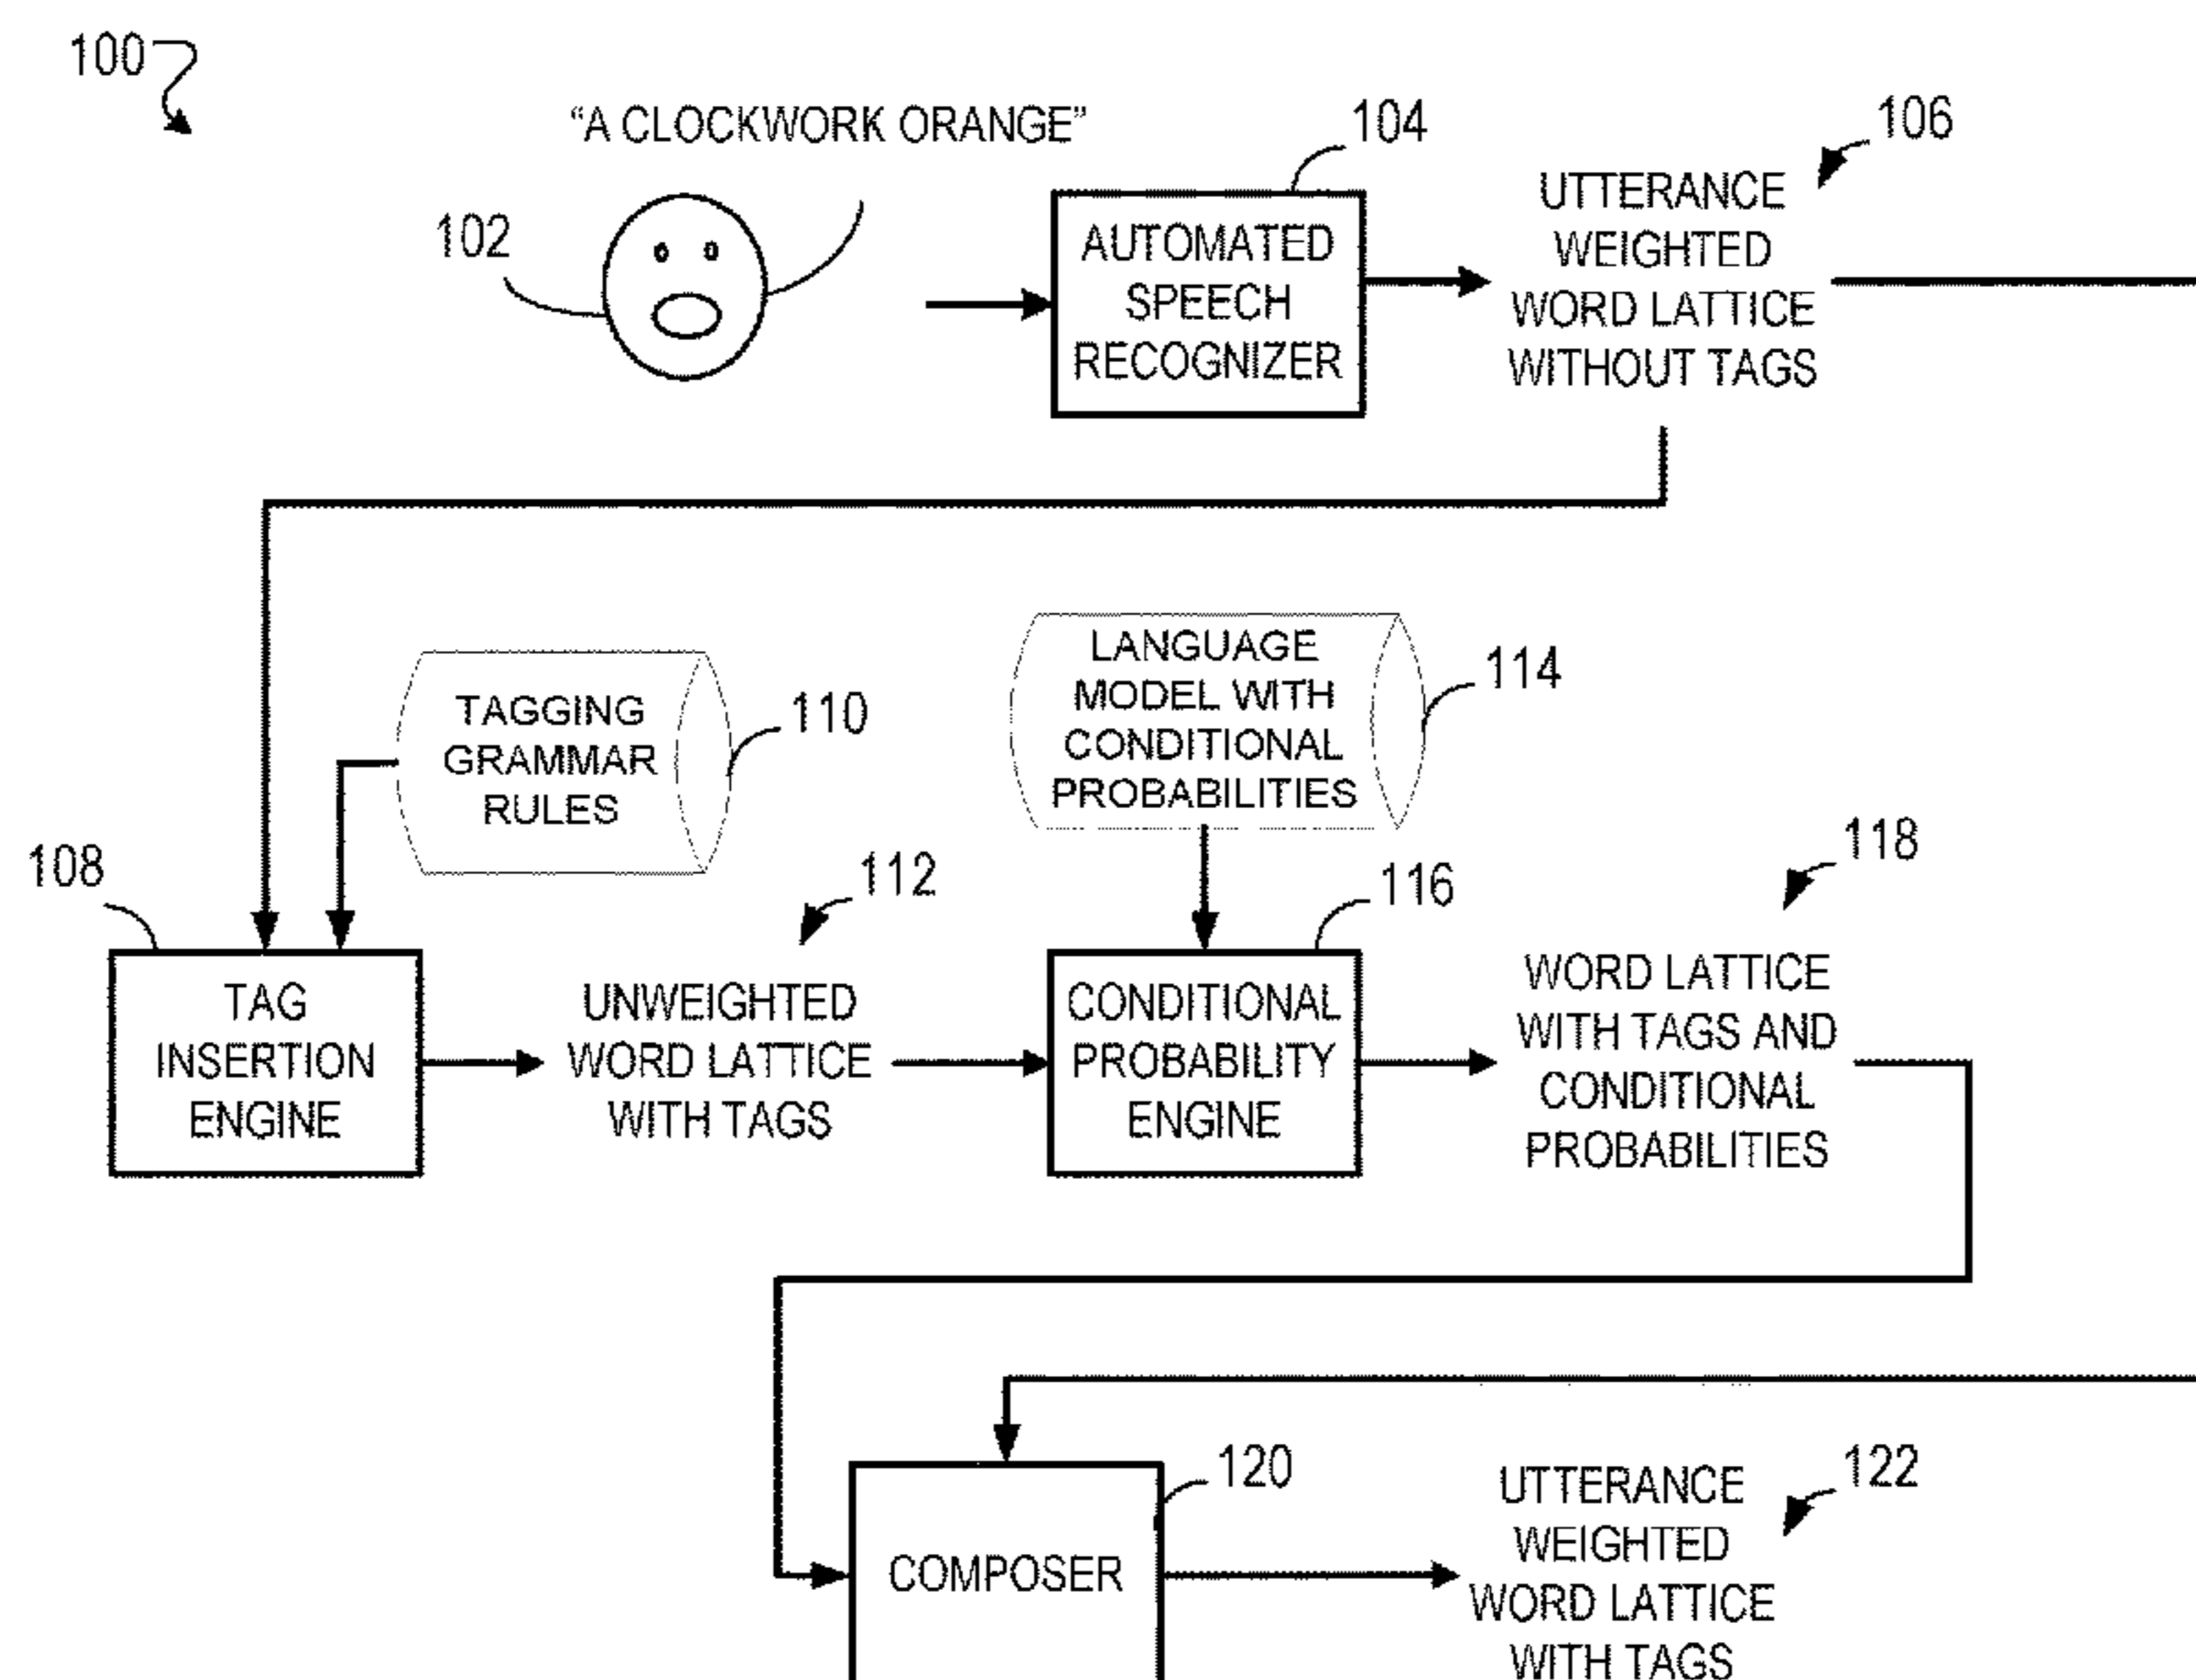 100
"A CLOCKWORK ORANGE"
102
104
AUTOMATED
SPEECH
RECOGNIZER
106
UTTERANCE
WEIGHTED
WORD LATTICE
WITHOUT TAGS
TAGGING
GRAMMAR
RULES
110
LANGUAGE
MODEL WITH
CONDITIONAL
PROBABILITIES
114
108
TAG
INSERTION
ENGINE
112
UNWEIGHTED
WORD LATTICE
WITH TAGS
116
CONDITIONAL
PROBABILITY
ENGINE
118
WORD LATTICE
WITH TAGS AND
CONDITIONAL
PROBABILITIES
120
COMPOSER
122
UTTERANCE
WEIGHTED
WORD LATTICE
WITH TAGS